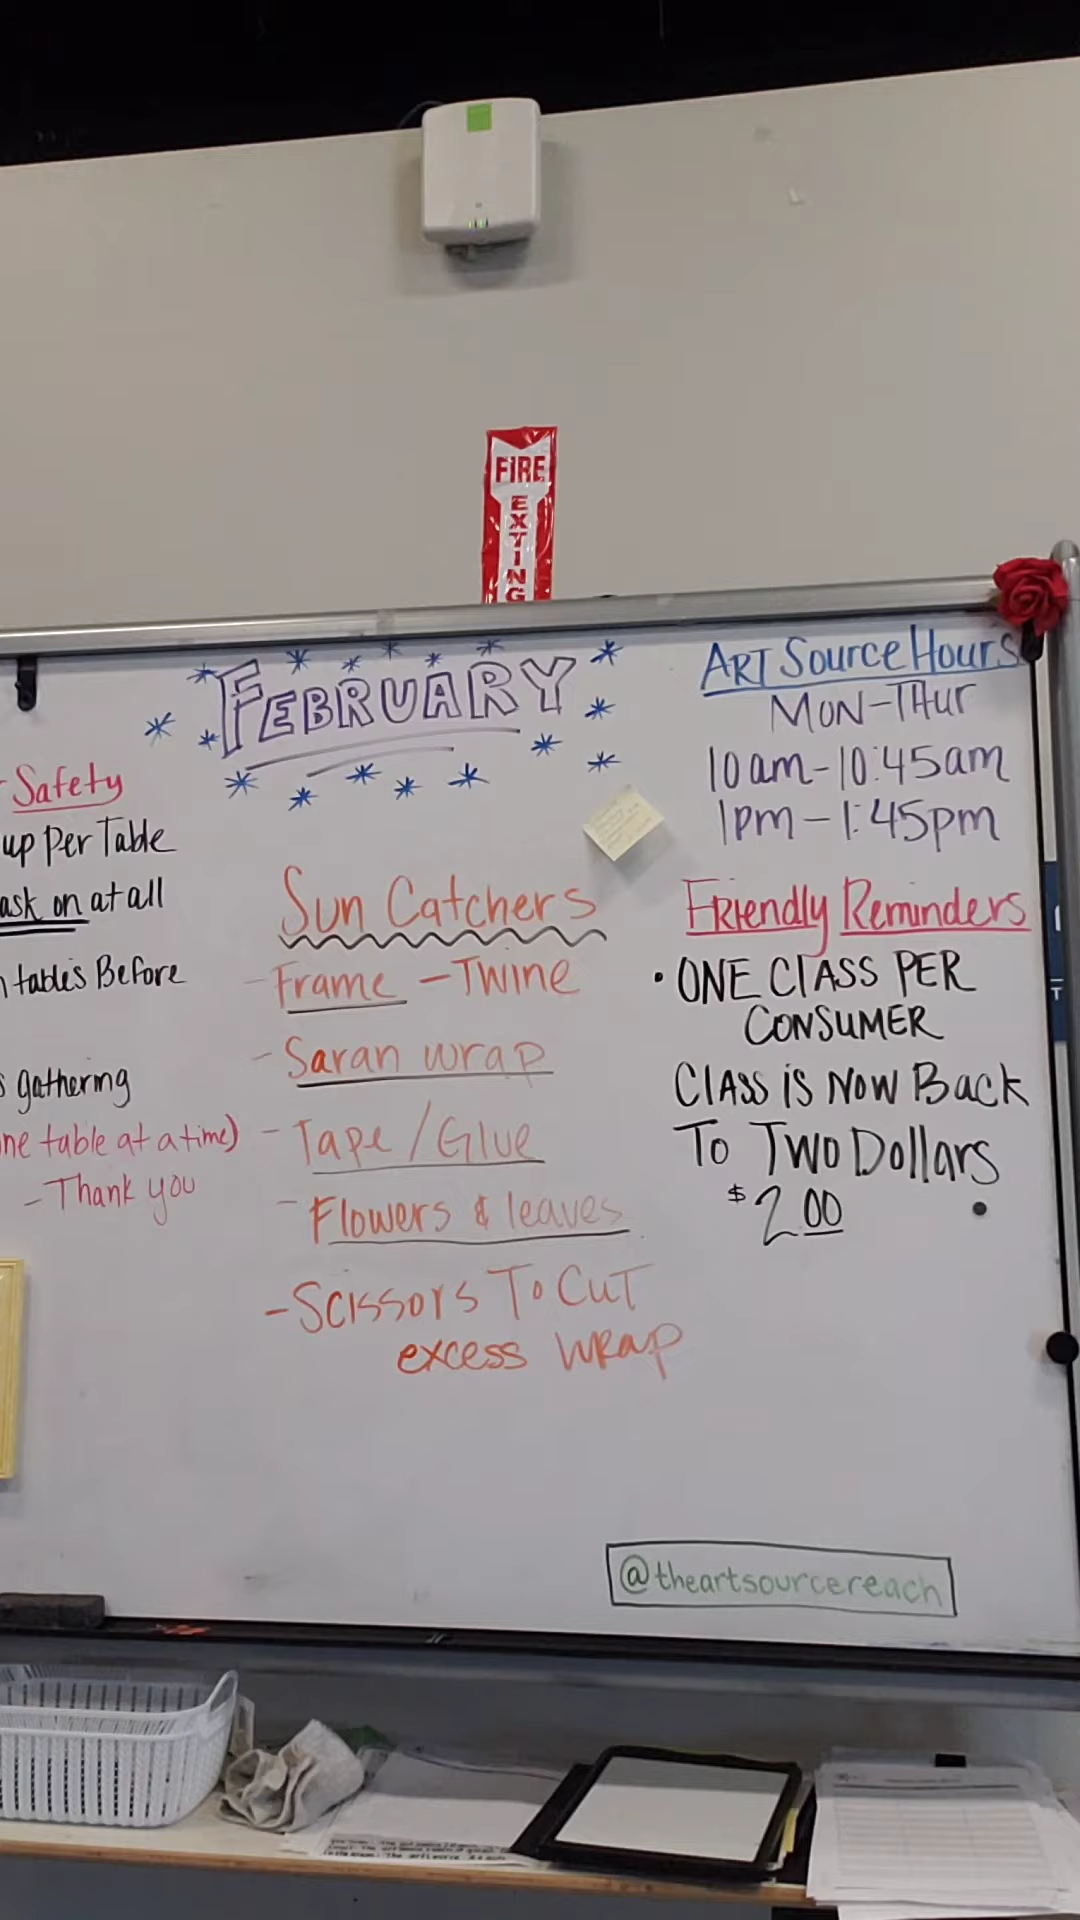 FIRE
EXTING
FEBRUARY
Safety
up Per Table
ask on at all
tables Before
gathering
ne table at a time)
- Thank you
Sun Catchers
- Frame - Twine
- Saran wrap
- Tape / Glue
- Flowers & leaves
- Scissors To Cut
excess wrap
ART Source Hours
MON-THUR
10am-10:45am
1pm-1:45pm
Friendly Reminders
• ONE ClASS PER
CONSUMER
ClASS iS NOW BAck
To TWO Dollars
$2.00
@theartsourcereach